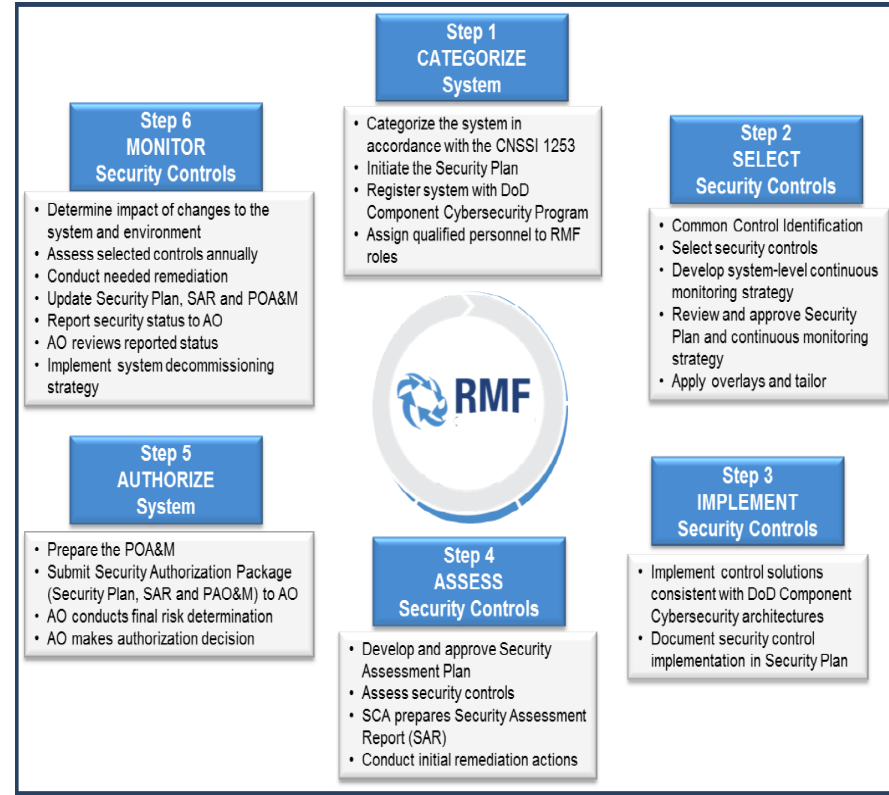 Step 1
CATEGORIZE
System
• Categorize the system in
accordance with the CNSSI 1253
• Initiate the Security Plan
• Register system with DoD
Component Cybersecurity Program
• Assign qualified personnel to RMF
roles
Step 2
SELECT
Security Controls
• Common Control Identification
• Select security controls
• Develop system-level continuous
monitoring strategy
• Review and approve Security
Plan and continuous monitoring
strategy
• Apply overlays and tailor
Step 3
IMPLEMENT
Security Controls
• Implement control solutions
consistent with DoD Component
Cybersecurity architectures
• Document security control
implementation in Security Plan
Step 4
ASSESS
Security Controls
• Develop and approve Security
Assessment Plan
• Assess security controls
• SCA prepares Security Assessment
Report (SAR)
• Conduct initial remediation actions
Step 5
AUTHORIZE
System
• Prepare the POA&M
• Submit Security Authorization Package
(Security Plan, SAR and PAO&M) to AO
• AO conducts final risk determination
• AO makes authorization decision
Step 6
MONITOR
Security Controls
• Determine impact of changes to the
system and environment
• Assess selected controls annually
• Conduct needed remediation
• Update Security Plan, SAR and POA&M
• Report security status to AO
• AO reviews reported status
• Implement system decommissioning
strategy
RMF